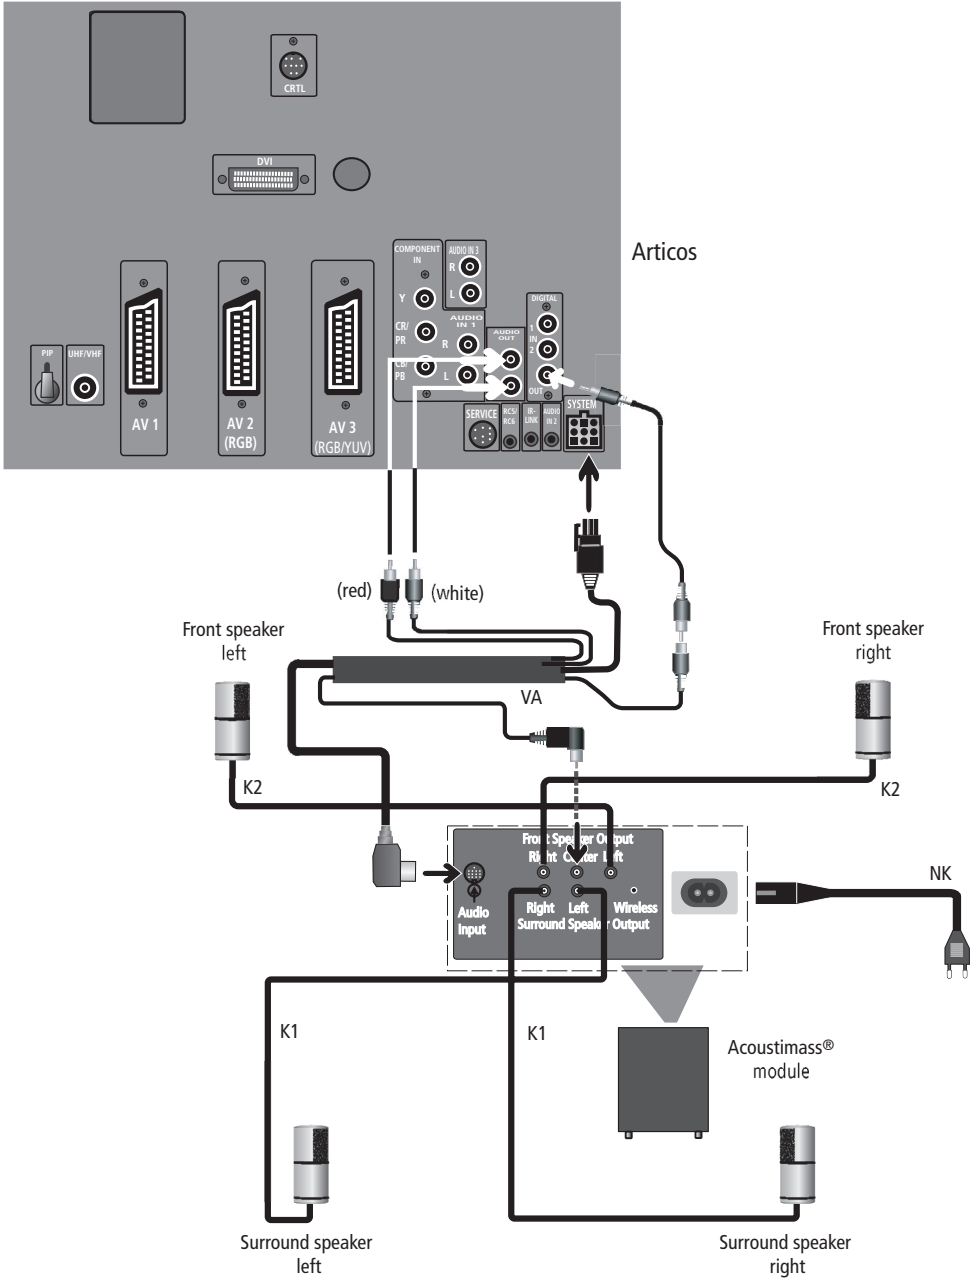 CRTL
DVI
Articos
COMPONENT
IN
AUDIO IN 3
R
L
Y
CR/
PR
CB/
PB
AUDIO
IN 1
R
L
AUDIO
OUT
DIGITAL
1
IN
2
OUT
PIP
UHF/VHF
AV 1
AV 2
(RGB)
AV 3
(RGB/YUV)
SERVICE
RC5/
RC6
IR-
LINK
AUDIO
IN 2
SYSTEM
(red)
(white)
Front speaker
left
Front speaker
right
VA
K2
K2
Front Speaker Output
Right Center Left
Audio
Input
Right Left Wireless
Surround Speaker Output
NK
K1
K1
Acoustimass®
module
Surround speaker
left
Surround speaker
right